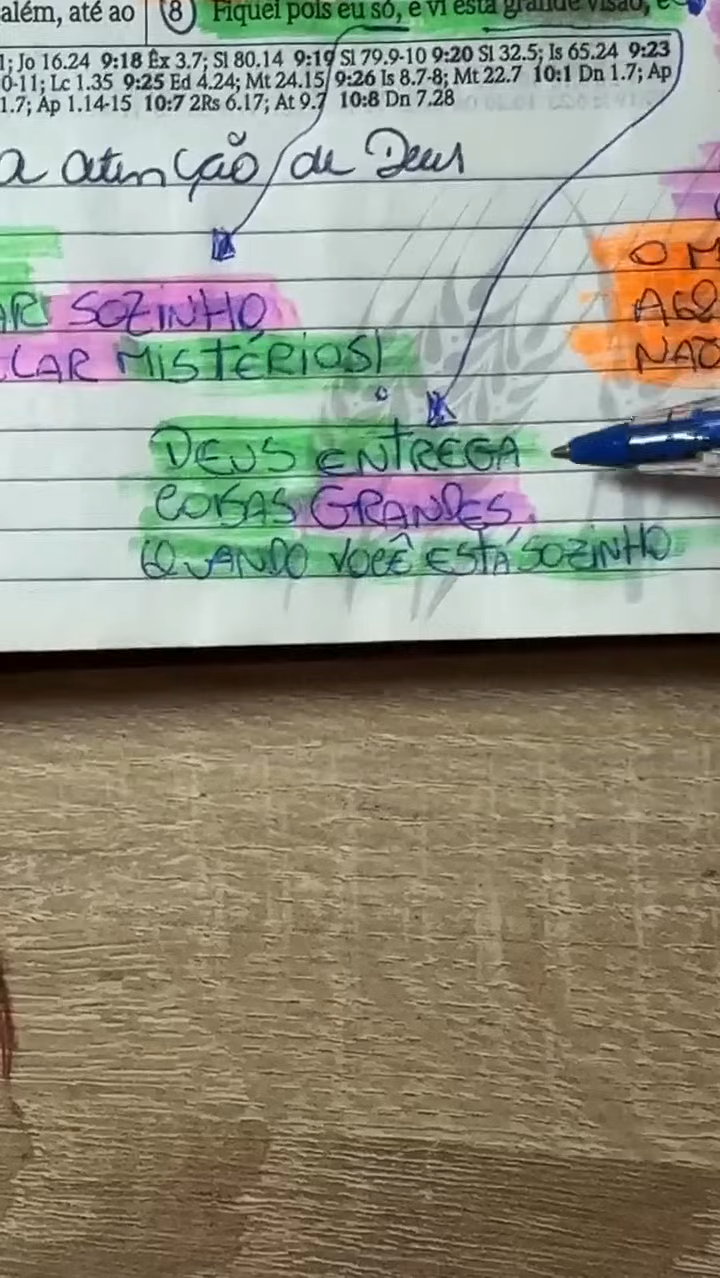 além, até ao
8 Fiquei pois eu só, e vi esta grande visão, e
1; Jo 16.24 9:18 Êx 3.7; Sl 80.14 9:19 Sl 79.9-10 9:20 Sl 32.5; Is 65.24 9:23
0-11; Lc 1.35 9:25 Ed 4.24; Mt 24.15 9:26 Is 8.7-8; Mt 22.7 10:1 Dn 1.7; Ap
1.7; Ap 1.14-15 10:7 2Rs 6.17; At 9.7 10:8 Dn 7.28
a atenção de Deus
AR SOZINHO
LAR MISTÉRIOS!
DEUS ENTREGA
COISAS GRANDES
QUANDO VOCÊ ESTÁ SOZINHO
O M
NAO